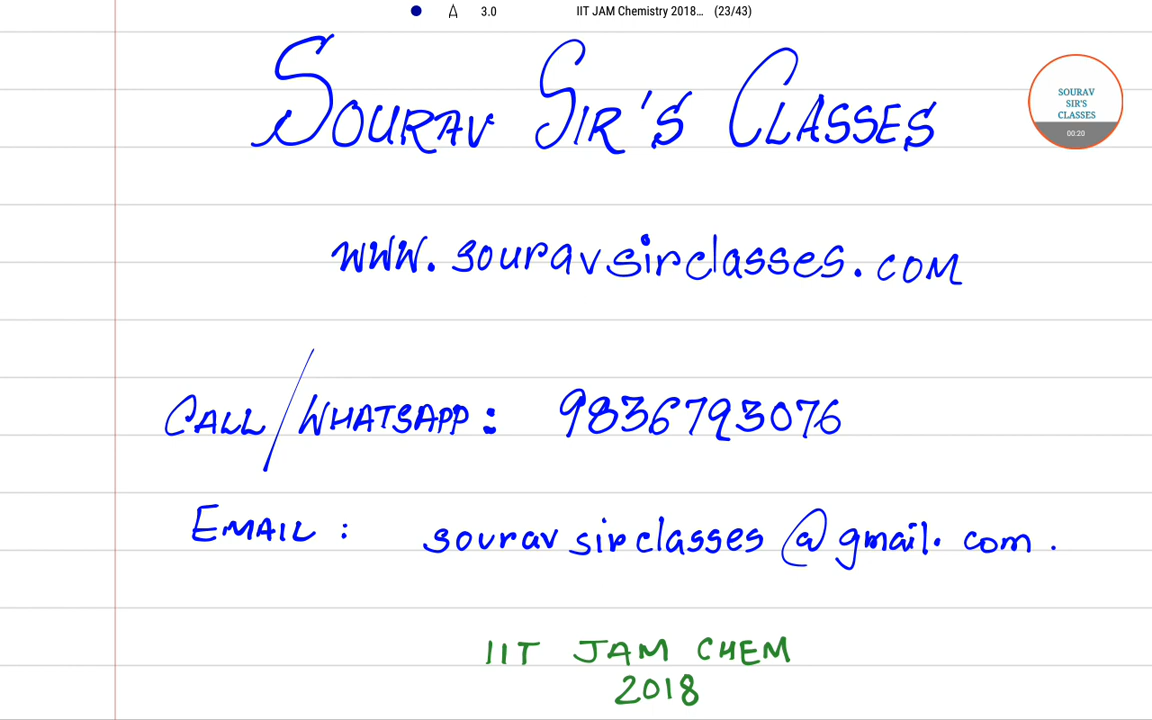 3.0 IIT JAM Chemistry 2018... (23/43)
SOURAV SIR'S CLASSES
SOURAV
SIR'S
CLASSES
00:20
www.souravsirclasses.com
CALL/WHATSAPP: 9836793076
EMAIL: souravsirclasses@gmail.com.
IIT JAM CHEM
2018